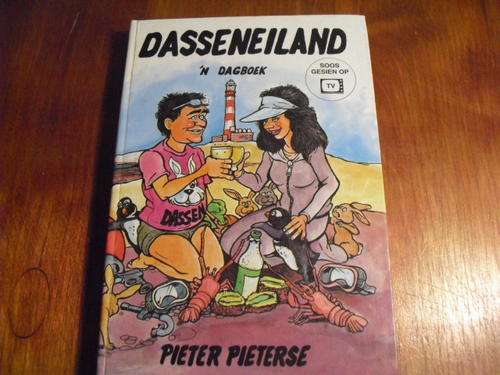 DASSENEILAND
'N DAGBOEK
SOOS
GESIEN OP
TV
DASSEN
PIETER PIETERSE